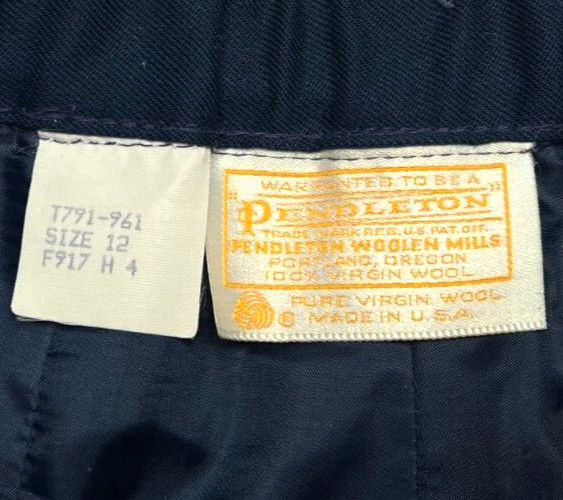 T791-961
SIZE 12
F917 H 4
WARRANTED TO BE A
"PENDLETON"
TRADE MARK REG. U.S. PAT. OFF.
PENDLETON WOOLEN MILLS
PORTLAND, OREGON
100% VIRGIN WOOL
PURE VIRGIN WOOL
® MADE IN U.S.A.